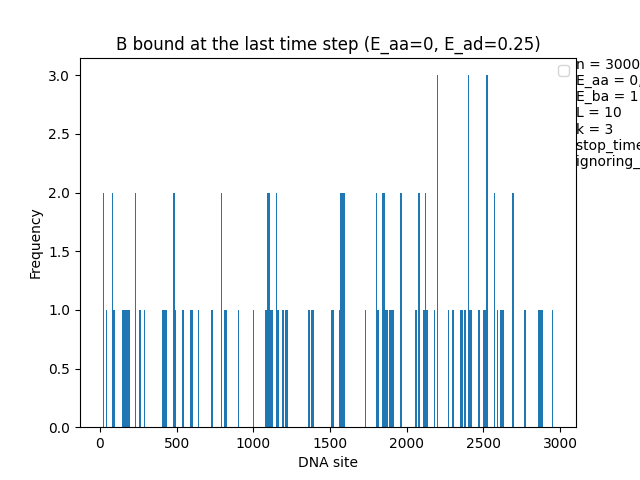 B bound at the last time step (E_aa=0, E_ad=0.25)
n = 3000
E_aa = 0,
E_ba = 1
L = 10
k = 3
stop_time
ignoring_
3.0
2.5
2.0
1.5
1.0
0.5
0.0
Frequency
0 500 1000 1500 2000 2500 3000
DNA site